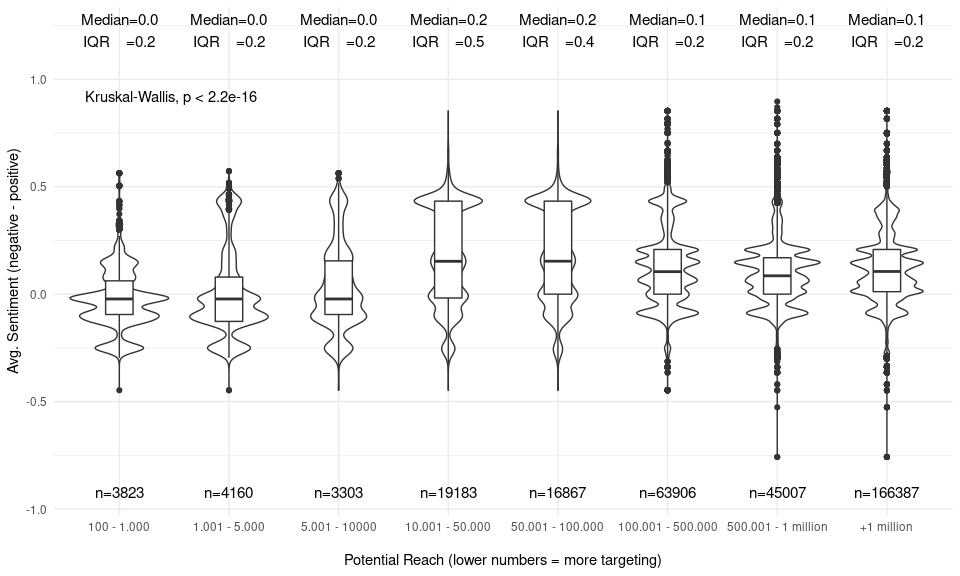 Median=0.0 Median=0.0 Median=0.0 Median=0.2 Median=0.2 Median=0.1 Median=0.1 Median=0.1
IQR =0.2 IQR =0.2 IQR =0.2 IQR =0.5 IQR =0.4 IQR =0.2 IQR =0.2 IQR =0.2
1.0
Kruskal-Wallis, p < 2.2e-16
0.5
Avg. Sentiment (negative - positive)
0.0
-0.5
n=3823 n=4160 n=3303 n=19183 n=16867 n=63906 n=45007 n=166387
-1.0
100 - 1.000 1.001 - 5.000 5.001 - 10000 10.001 - 50.000 50.001 - 100.000 100.001 - 500.000 500.001 - 1 million +1 million
Potential Reach (lower numbers = more targeting)